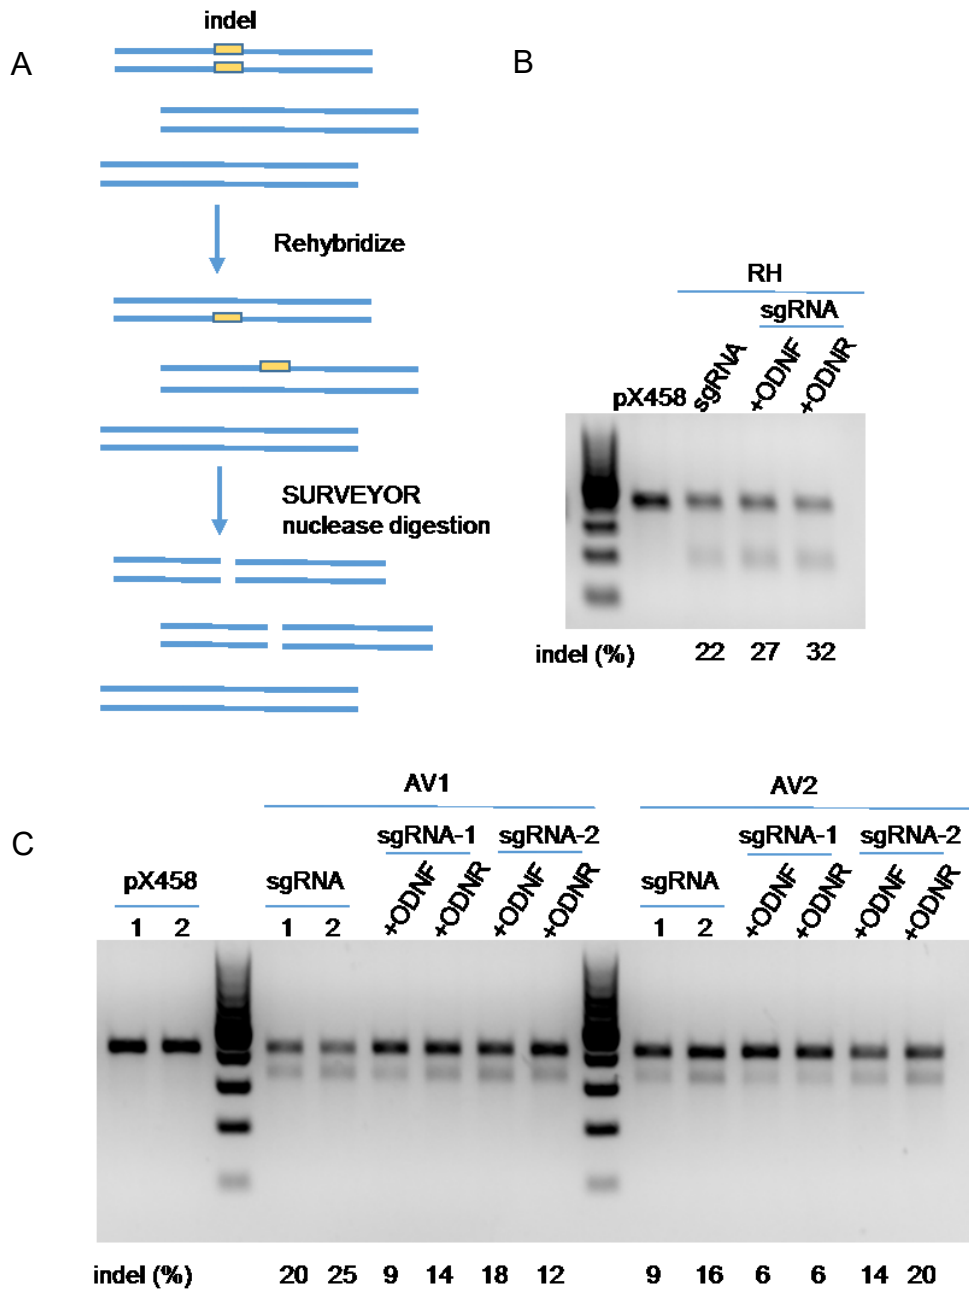 A
indel
Rehybridize
SURVEYOR
nuclease digestion
B
RH
sgRNA
pX458 sgRNA +ODNF +ODNR
indel (%) 22 27 32
C
AV1 AV2
sgRNA-1 sgRNA-2 sgRNA-1 sgRNA-2
pX458 sgRNA +ODNF +ODNR +ODNF +ODNR sgRNA +ODNF +ODNR +ODNF +ODNR
1 2 1 2 1 2
indel (%) 20 25 9 14 18 12 9 16 6 6 14 20